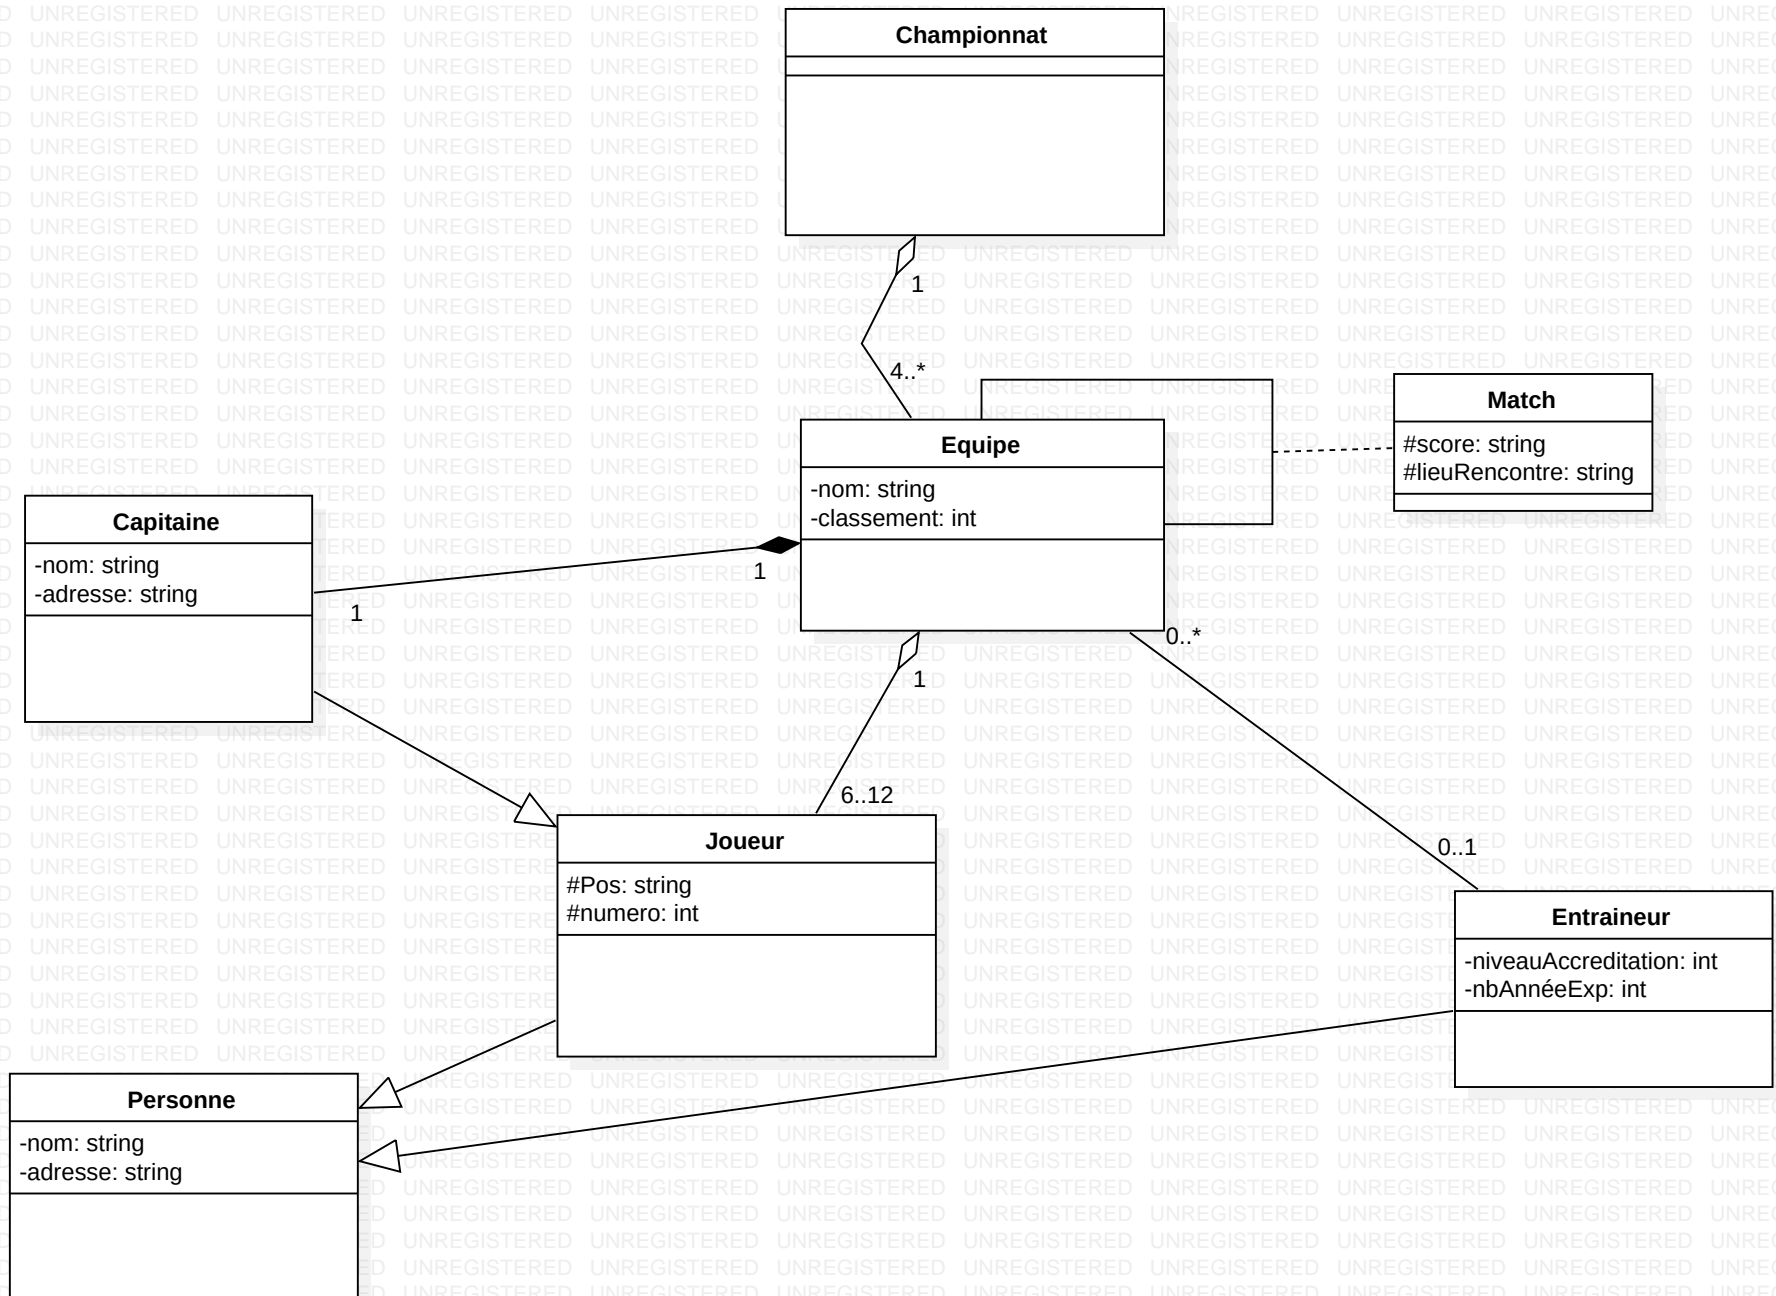 Championnat
1
4..*
Equipe
-nom: string
-classement: int
Match
#score: string
#lieuRencontre: string
Capitaine
-nom: string
-adresse: string
1
1
0..*
1
6..12
0..1
Joueur
#Pos: string
#numero: int
Entraineur
-niveauAccreditation: int
-nbAnnéeExp: int
Personne
-nom: string
-adresse: string
UNREGISTERED